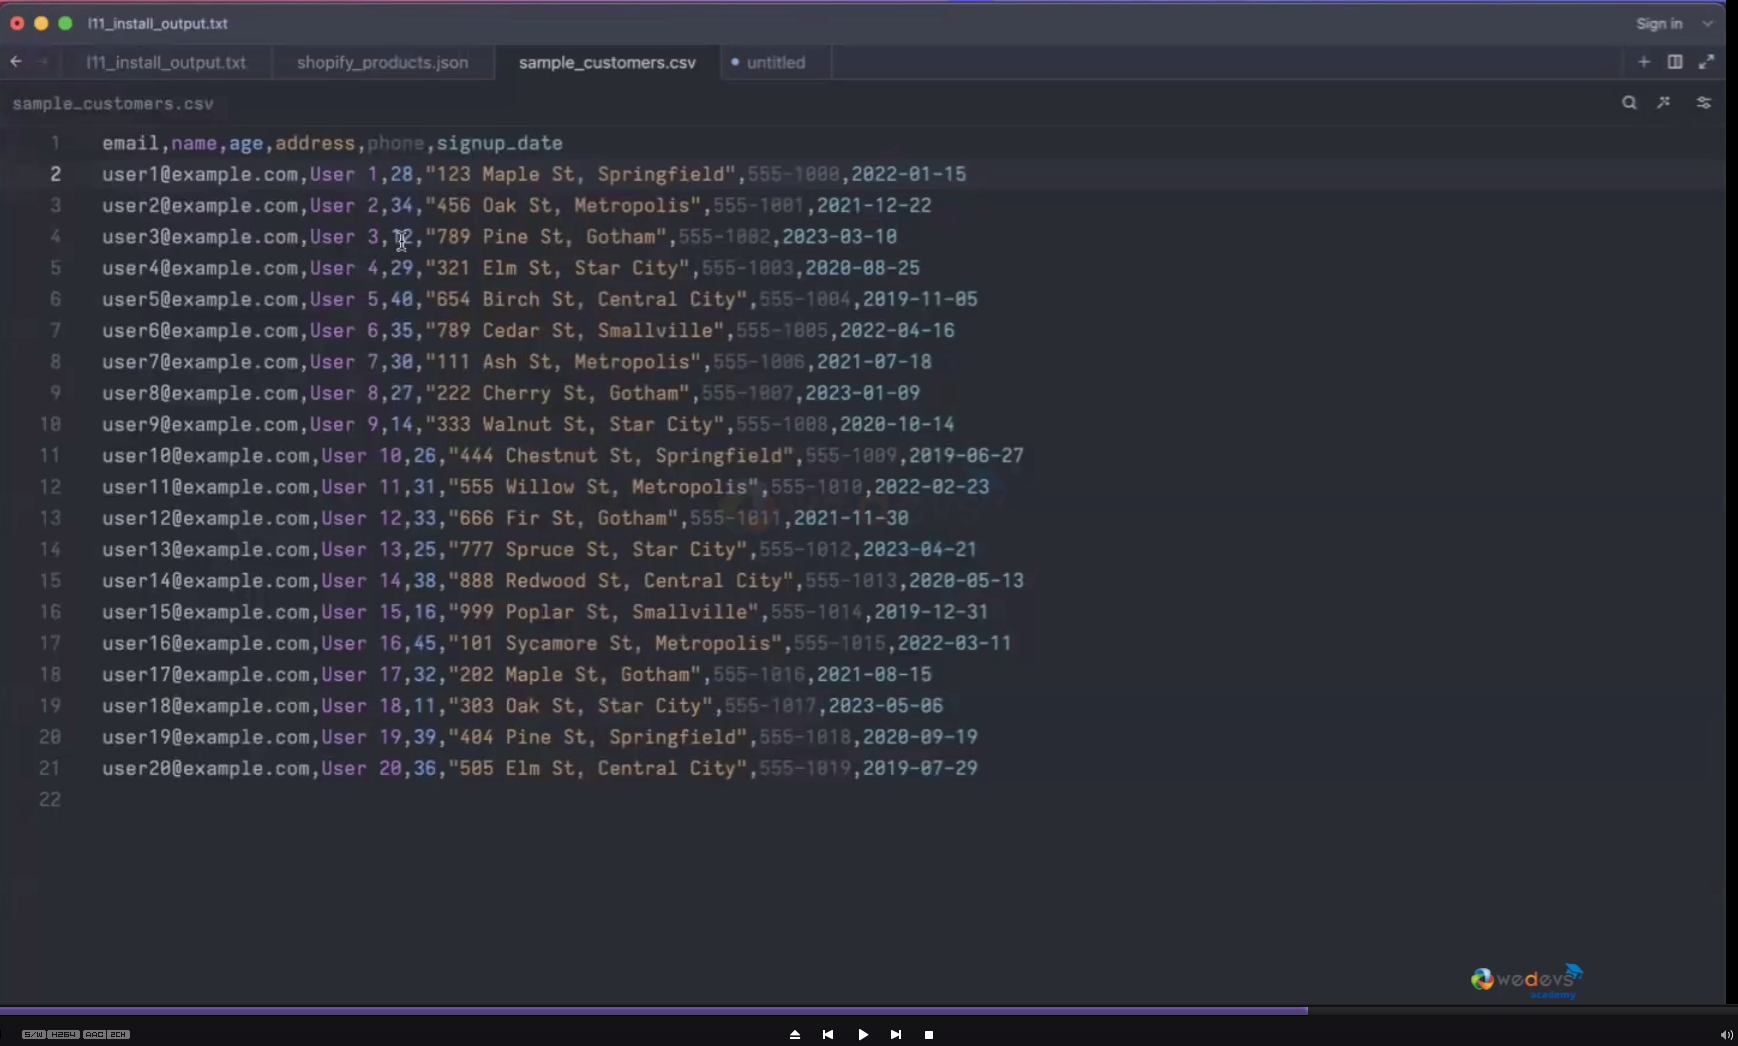 l11_install_output.txt
Sign in
l11_install_output.txt
shopify_products.json
sample_customers.csv
untitled
sample_customers.csv
1 email,name,age,address,phone,signup_date
2 user1@example.com,User 1,28,"123 Maple St, Springfield",555-1000,2022-01-15
3 user2@example.com,User 2,34,"456 Oak St, Metropolis",555-1001,2021-12-22
4 user3@example.com,User 3,12,"789 Pine St, Gotham",555-1002,2023-03-10
5 user4@example.com,User 4,29,"321 Elm St, Star City",555-1003,2020-08-25
6 user5@example.com,User 5,40,"654 Birch St, Central City",555-1004,2019-11-05
7 user6@example.com,User 6,35,"789 Cedar St, Smallville",555-1005,2022-04-16
8 user7@example.com,User 7,30,"111 Ash St, Metropolis",555-1006,2021-07-18
9 user8@example.com,User 8,27,"222 Cherry St, Gotham",555-1007,2023-01-09
10 user9@example.com,User 9,14,"333 Walnut St, Star City",555-1008,2020-10-14
11 user10@example.com,User 10,26,"444 Chestnut St, Springfield",555-1009,2019-06-27
12 user11@example.com,User 11,31,"555 Willow St, Metropolis",555-1010,2022-02-23
13 user12@example.com,User 12,33,"666 Fir St, Gotham",555-1011,2021-11-30
14 user13@example.com,User 13,25,"777 Spruce St, Star City",555-1012,2023-04-21
15 user14@example.com,User 14,38,"888 Redwood St, Central City",555-1013,2020-05-13
16 user15@example.com,User 15,16,"999 Poplar St, Smallville",555-1014,2019-12-31
17 user16@example.com,User 16,45,"101 Sycamore St, Metropolis",555-1015,2022-03-11
18 user17@example.com,User 17,32,"202 Maple St, Gotham",555-1016,2021-08-15
19 user18@example.com,User 18,11,"303 Oak St, Star City",555-1017,2023-05-06
20 user19@example.com,User 19,39,"404 Pine St, Springfield",555-1018,2020-09-19
21 user20@example.com,User 20,36,"505 Elm St, Central City",555-1019,2019-07-29
22
wedevs
academy
S/W H264 AAC 2CH